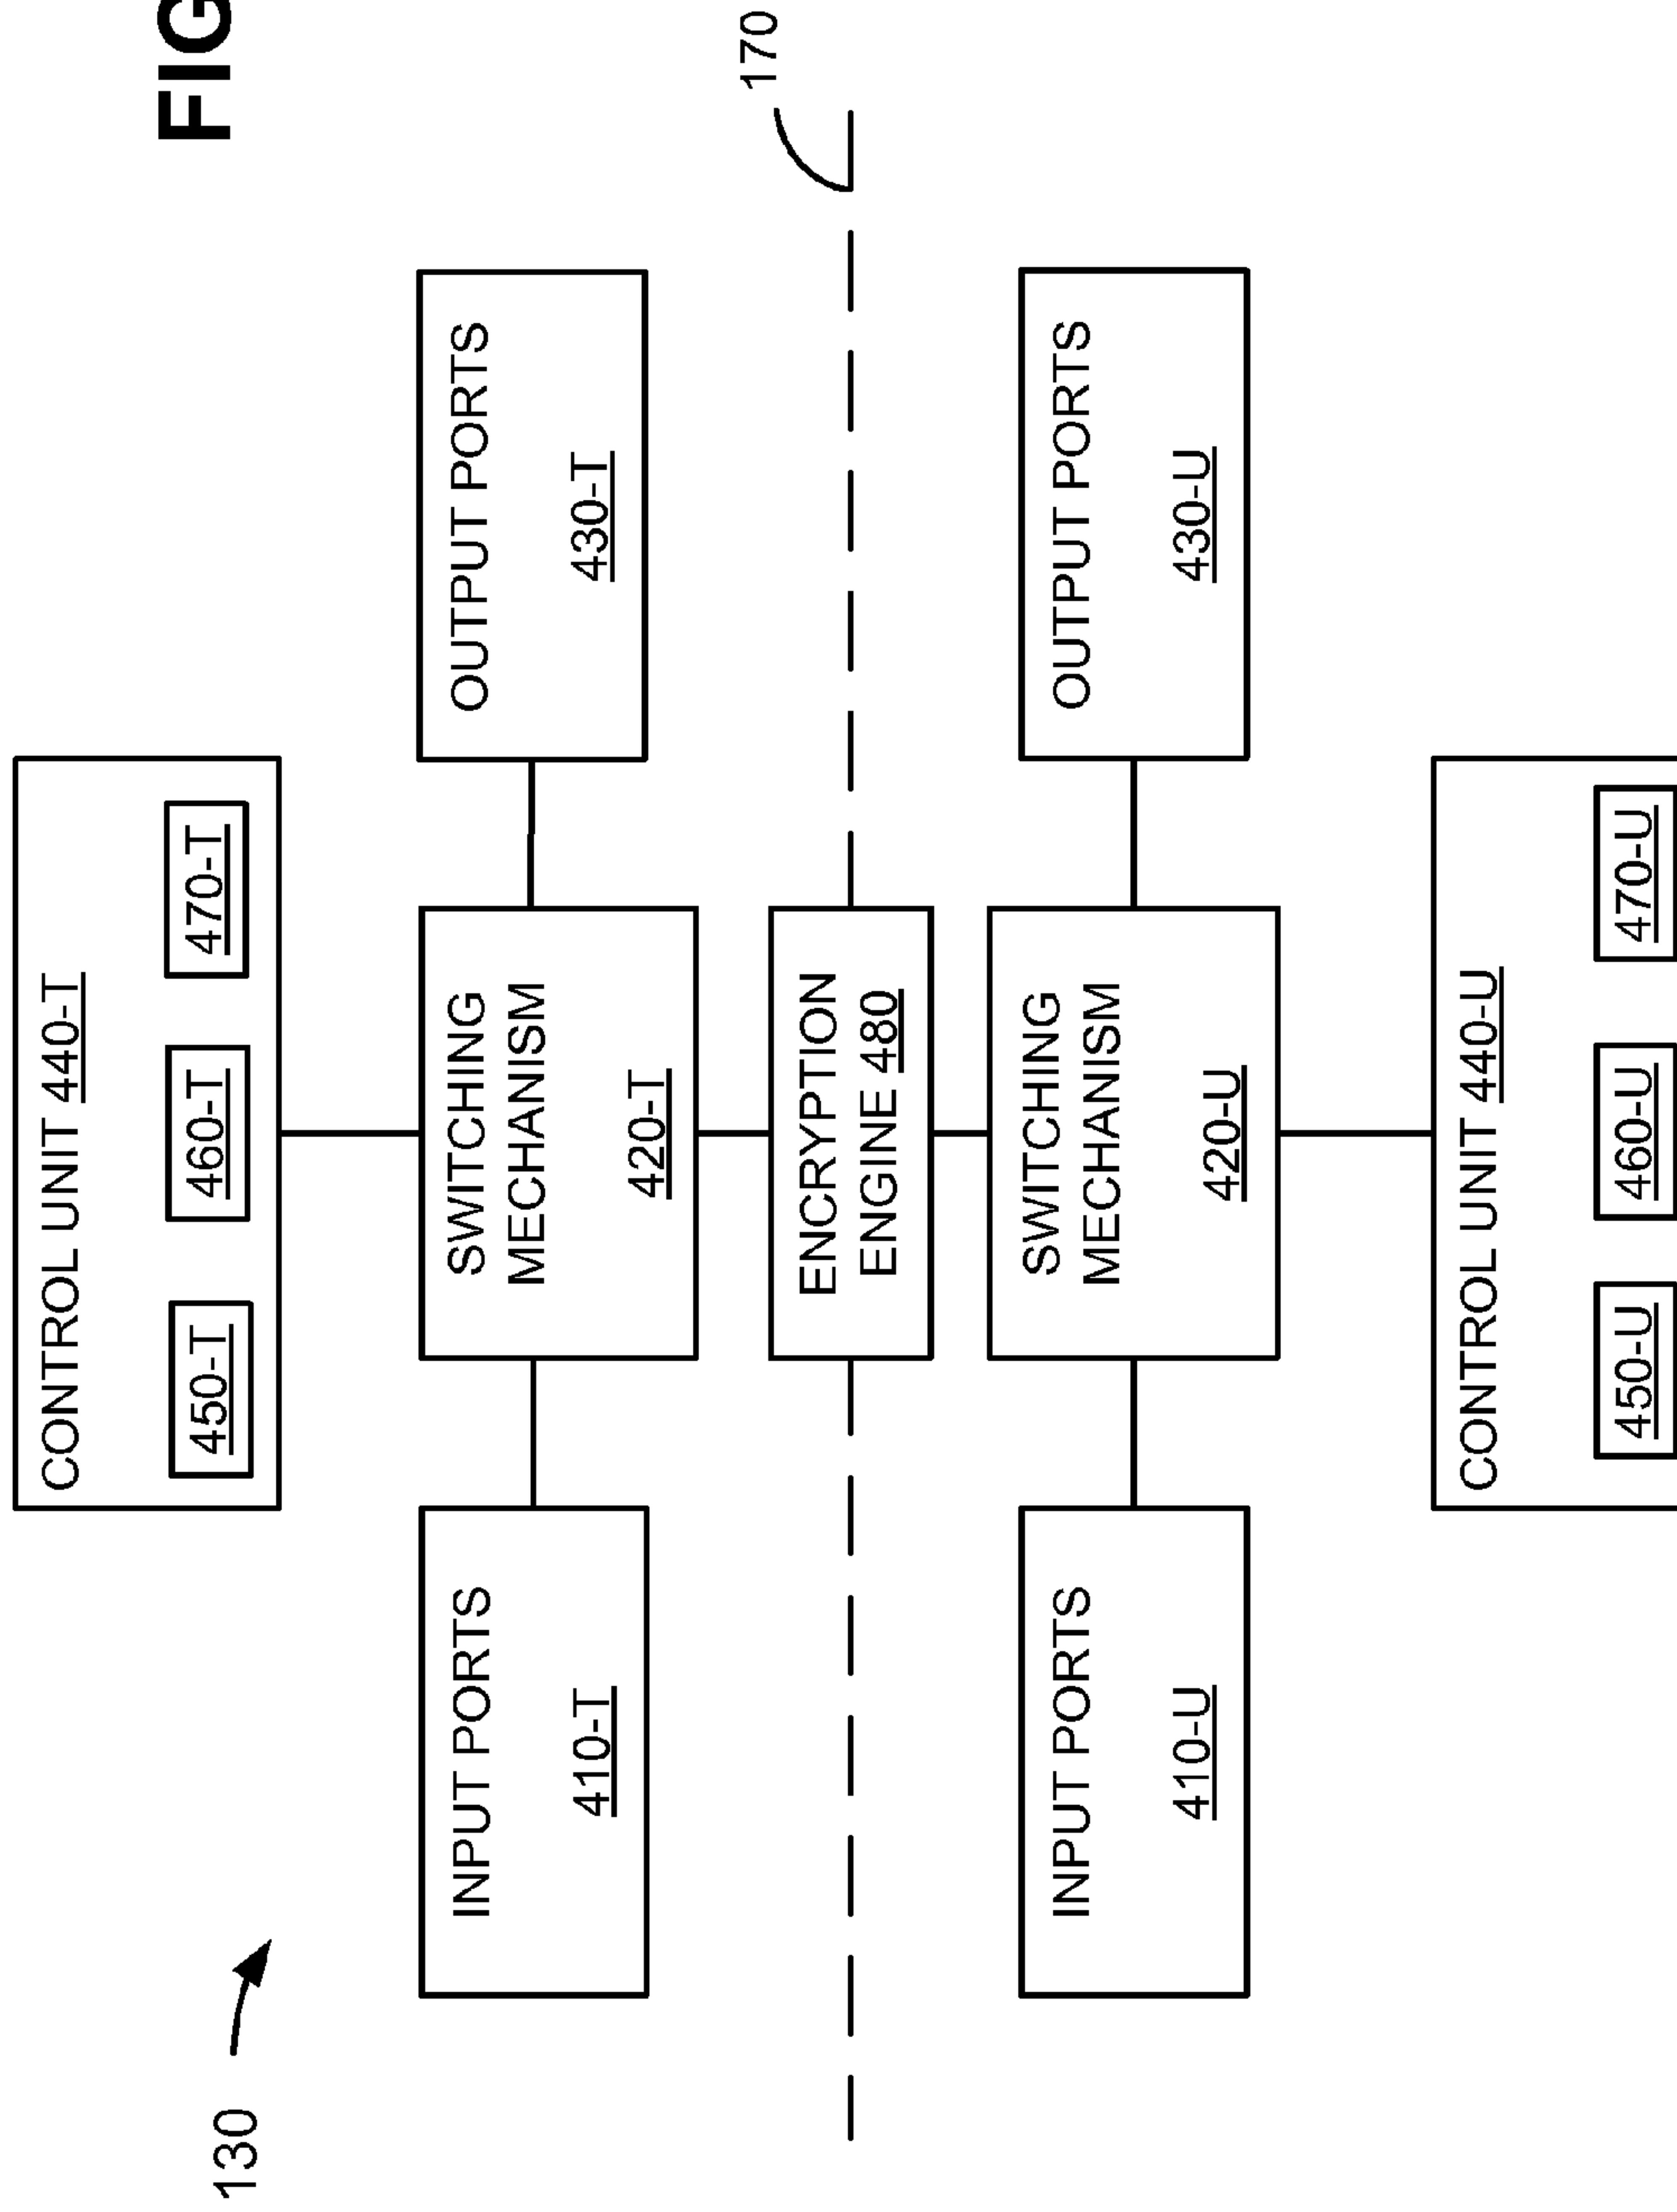 FIG
130
CONTROL UNIT 440-T
450-T
460-T
470-T
INPUT PORTS
410-T
SWITCHING
MECHANISM
420-T
OUTPUT PORTS
430-T
170
ENCRYPTION
ENGINE 480
INPUT PORTS
410-U
SWITCHING
MECHANISM
420-U
OUTPUT PORTS
430-U
CONTROL UNIT 440-U
450-U
460-U
470-U